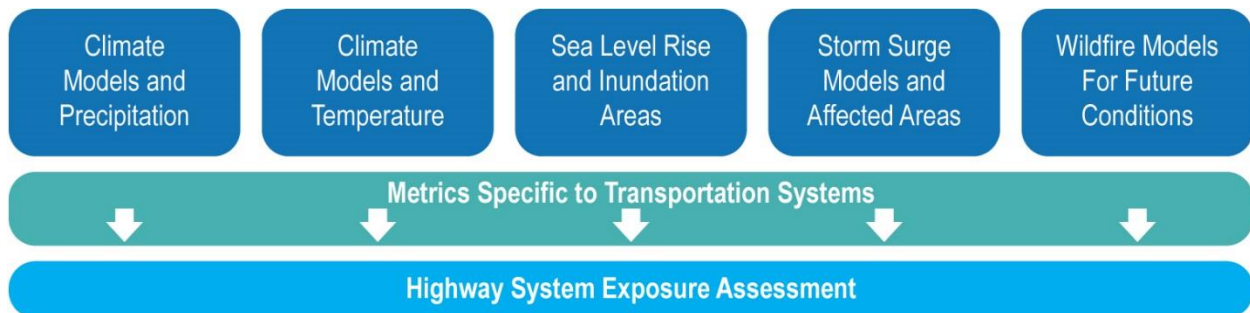 Climate
Models and
Precipitation
Climate
Models and
Temperature
Sea Level Rise
and Inundation
Areas
Storm Surge
Models and
Affected Areas
Wildfire Models
For Future
Conditions
Metrics Specific to Transportation Systems
Highway System Exposure Assessment